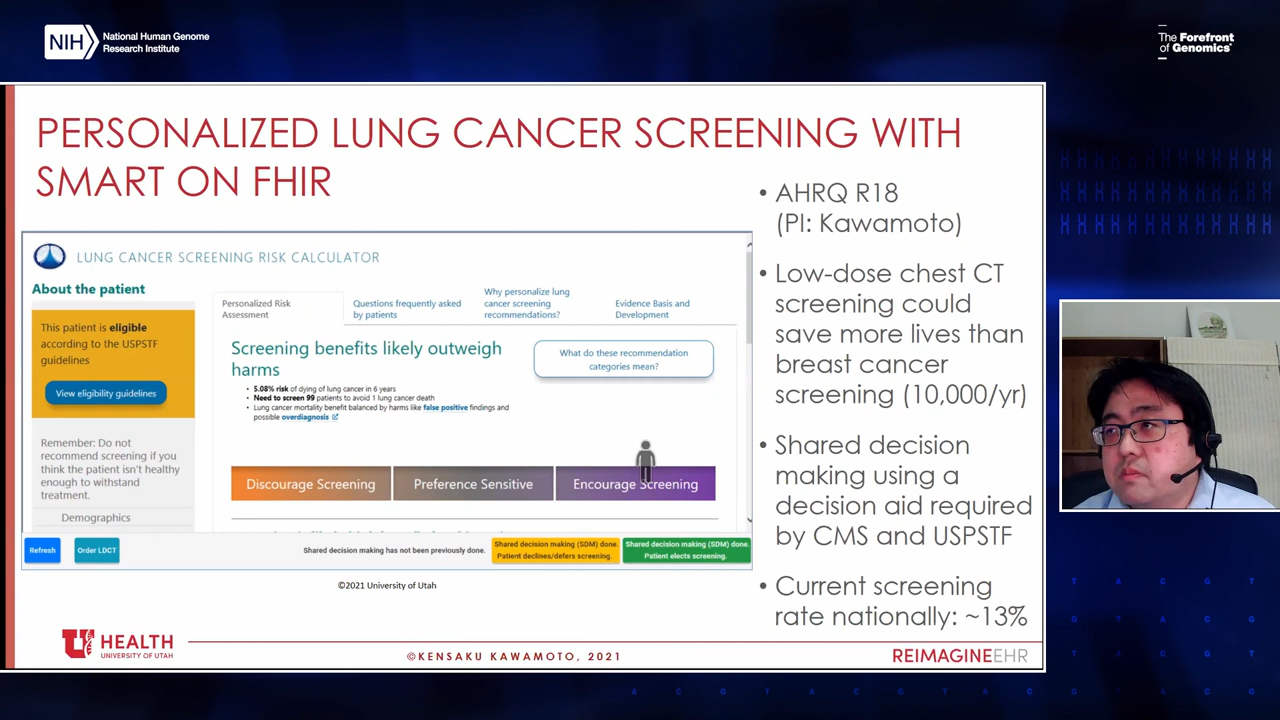 NIH National Human Genome
Research Institute
The Forefront
of Genomics®
PERSONALIZED LUNG CANCER SCREENING WITH
SMART ON FHIR
LUNG CANCER SCREENING RISK CALCULATOR
About the patient
This patient is eligible
according to the USPSTF
guidelines
View eligibility guidelines
Remember: Do not
recommend screening if you
think the patient isn't healthy
enough to withstand
treatment.
Demographics
Personalized Risk
Assessment
Questions frequently asked
by patients
Why personalize lung
cancer screening
recommendations?
Evidence Basis and
Development
Screening benefits likely outweigh
harms
What do these recommendation
categories mean?
• 5.08% risk of dying of lung cancer in 6 years
• Need to screen 99 patients to avoid 1 lung cancer death
• Lung cancer mortality benefit balanced by harms like false positive findings and
possible overdiagnosis
Discourage Screening
Preference Sensitive
Encourage Screening
Refresh
Order LDCT
Shared decision making has not been previously done.
Shared decision making (SDM) done.
Patient declines/defers screening.
Shared decision making (SDM) done.
Patient elects screening.
©2021 University of Utah
• AHRQ R18
(PI: Kawamoto)
• Low-dose chest CT
screening could
save more lives than
breast cancer
screening (10,000/yr)
• Shared decision
making using a
decision aid required
by CMS and USPSTF
• Current screening
rate nationally: ~13%
U HEALTH
UNIVERSITY OF UTAH
©KENSAKU KAWAMOTO, 2021
REIMAGINEEHR
T A C G T
A C G T A C G T A C G T